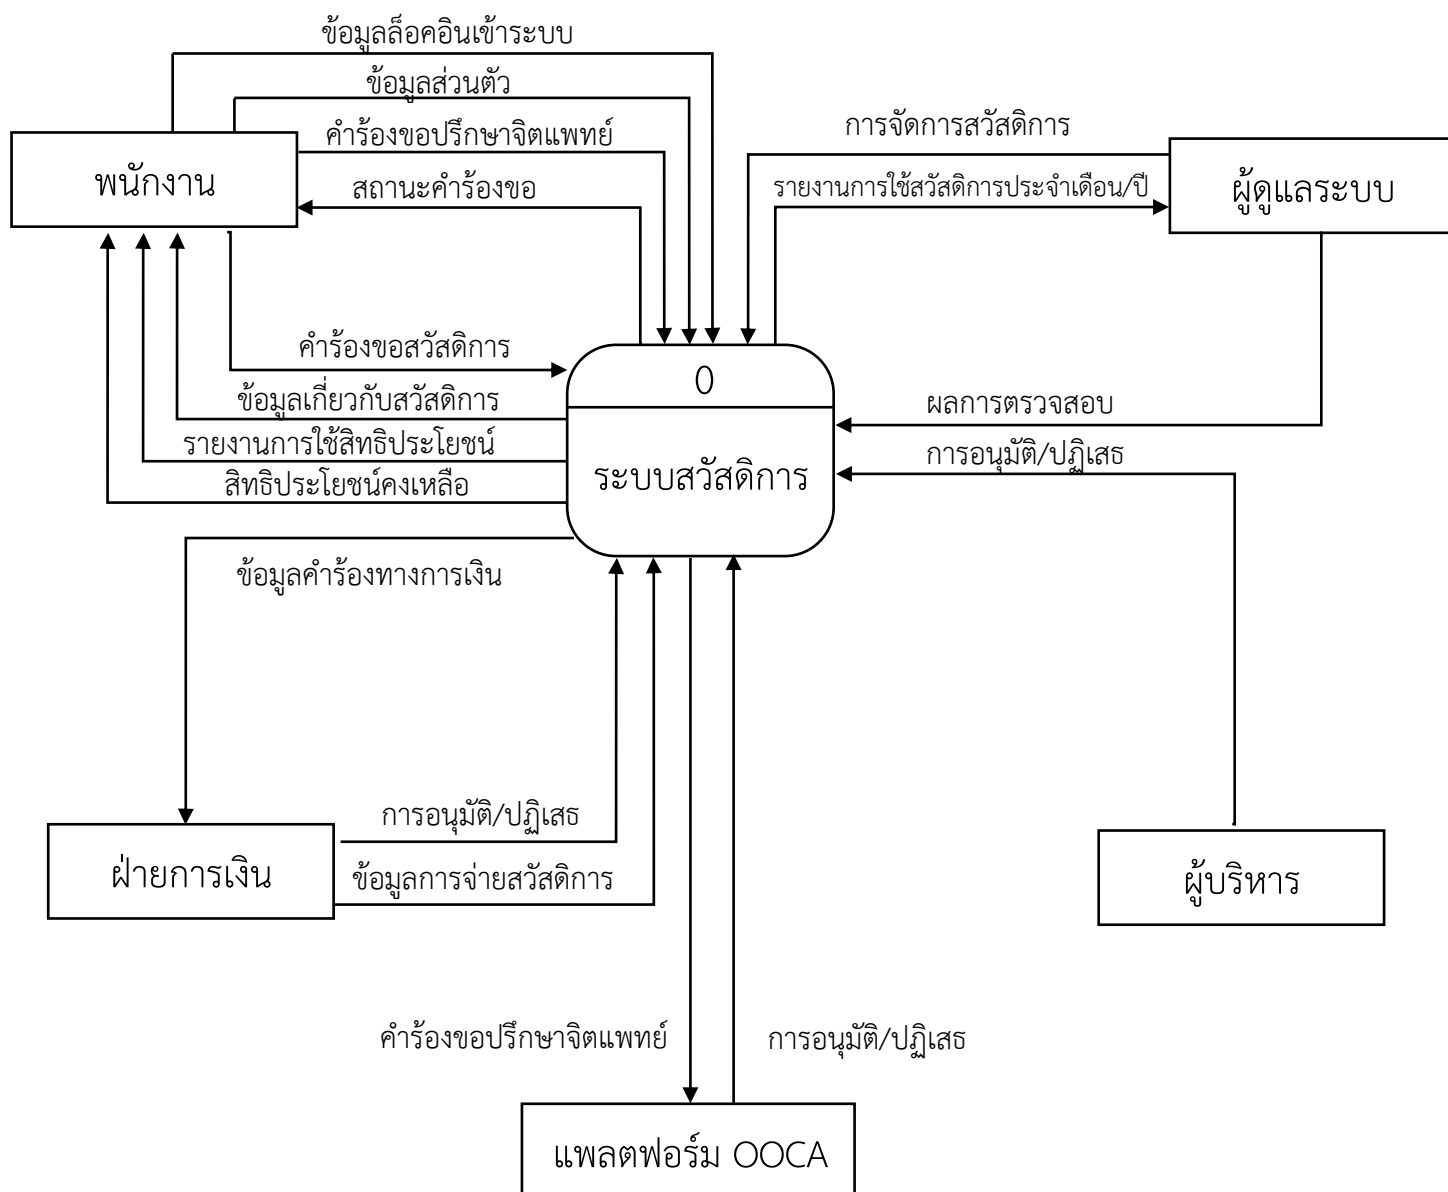 ข้อมูลล็อคอินเข้าระบบ
ข้อมูลส่วนตัว
คำร้องขอปรึกษาจิตแพทย์
สถานะคำร้องขอ
พนักงาน
การจัดการสวัสดิการ
รายงานการใช้สวัสดิการประจำเดือน/ปี
ผู้ดูแลระบบ
คำร้องขอสวัสดิการ
ข้อมูลเกี่ยวกับสวัสดิการ
รายงานการใช้สิทธิประโยชน์
สิทธิประโยชน์คงเหลือ
0
ระบบสวัสดิการ
ผลการตรวจสอบ
การอนุมัติ/ปฏิเสธ
ข้อมูลคำร้องทางการเงิน
การอนุมัติ/ปฏิเสธ
ข้อมูลการจ่ายสวัสดิการ
ฝ่ายการเงิน
ผู้บริหาร
คำร้องขอปรึกษาจิตแพทย์
การอนุมัติ/ปฏิเสธ
แพลตฟอร์ม OOCA